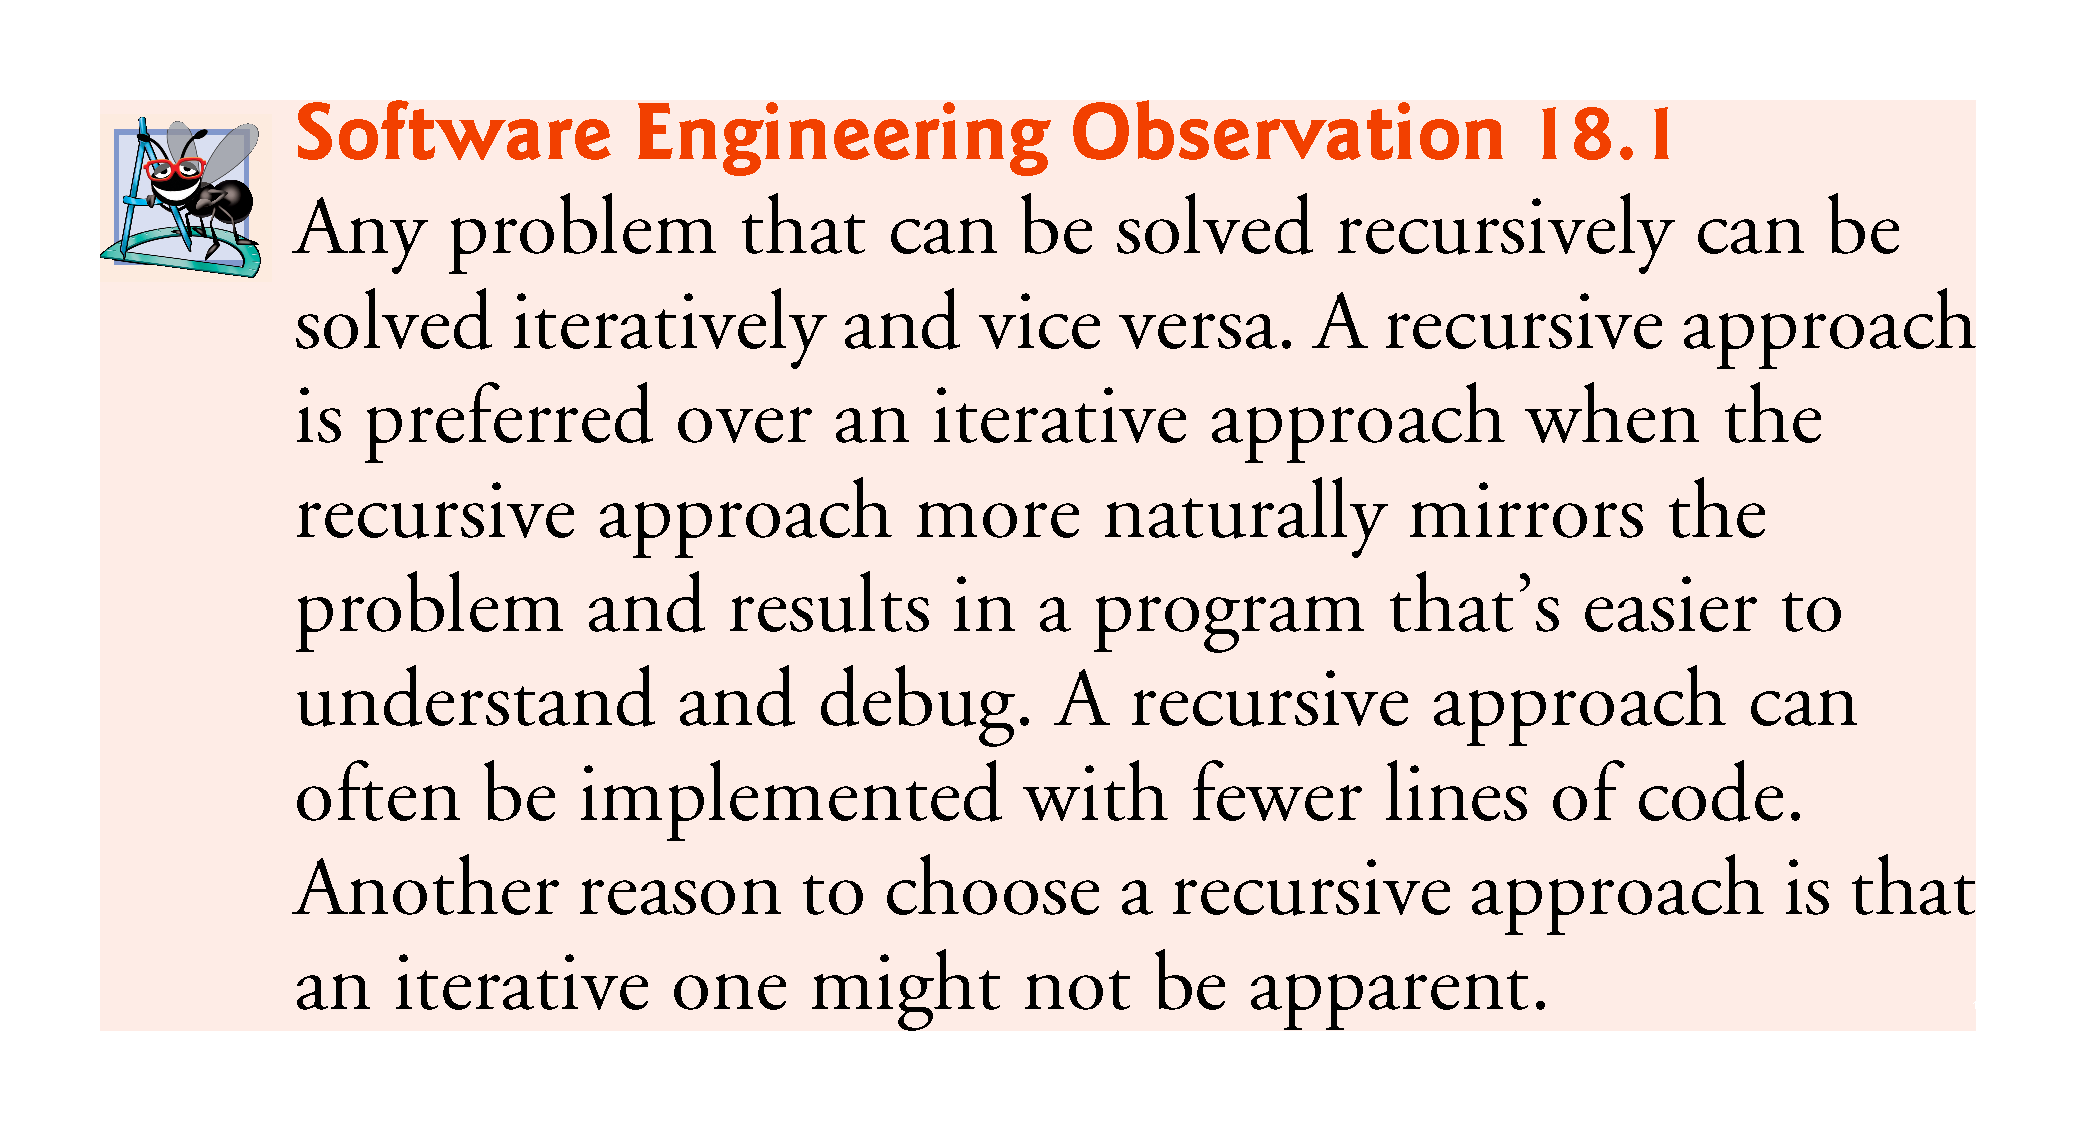 Software Engineering Observation 18.1
Any problem that can be solved recursively can be
solved iteratively and vice versa. A recursive approach
is preferred over an iterative approach when the
recursive approach more naturally mirrors the
problem and results in a program that’s easier to
understand and debug. A recursive approach can
often be implemented with fewer lines of code.
Another reason to choose a recursive approach is that
an iterative one might not be apparent.